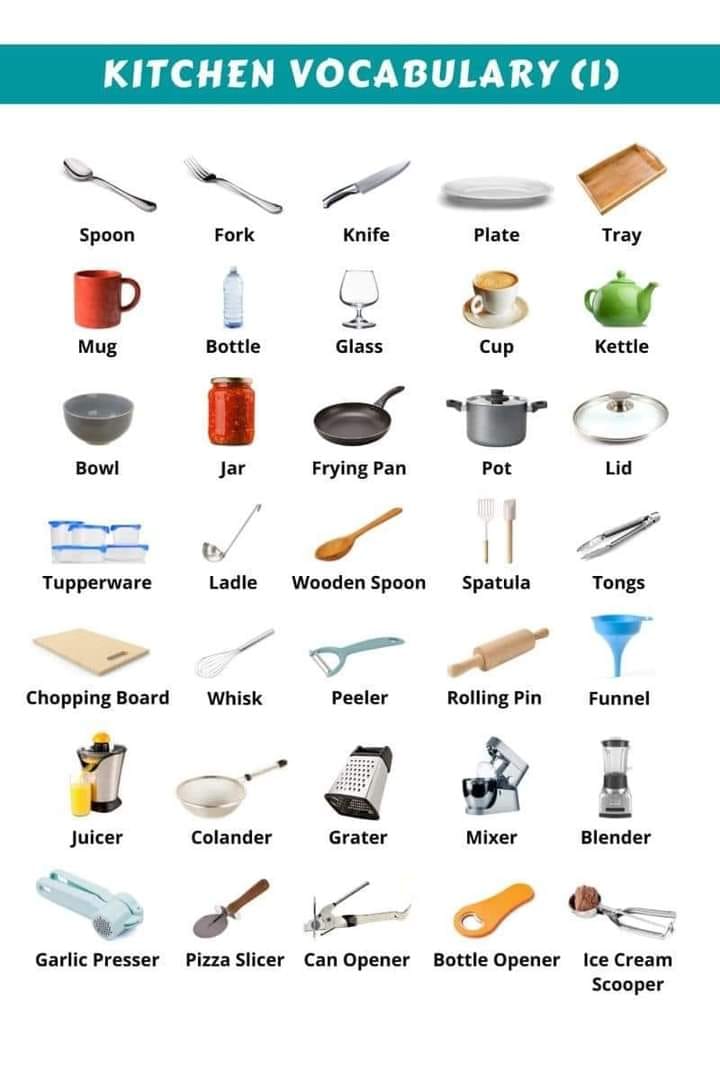 KITCHEN VOCABULARY (I)
Spoon Fork Knife Plate Tray
Mug Bottle Glass Cup Kettle
Bowl Jar Frying Pan Pot Lid
Tupperware Ladle Wooden Spoon Spatula Tongs
Chopping Board Whisk Peeler Rolling Pin Funnel
Juicer Colander Grater Mixer Blender
Garlic Presser Pizza Slicer Can Opener Bottle Opener Ice Cream
Scooper